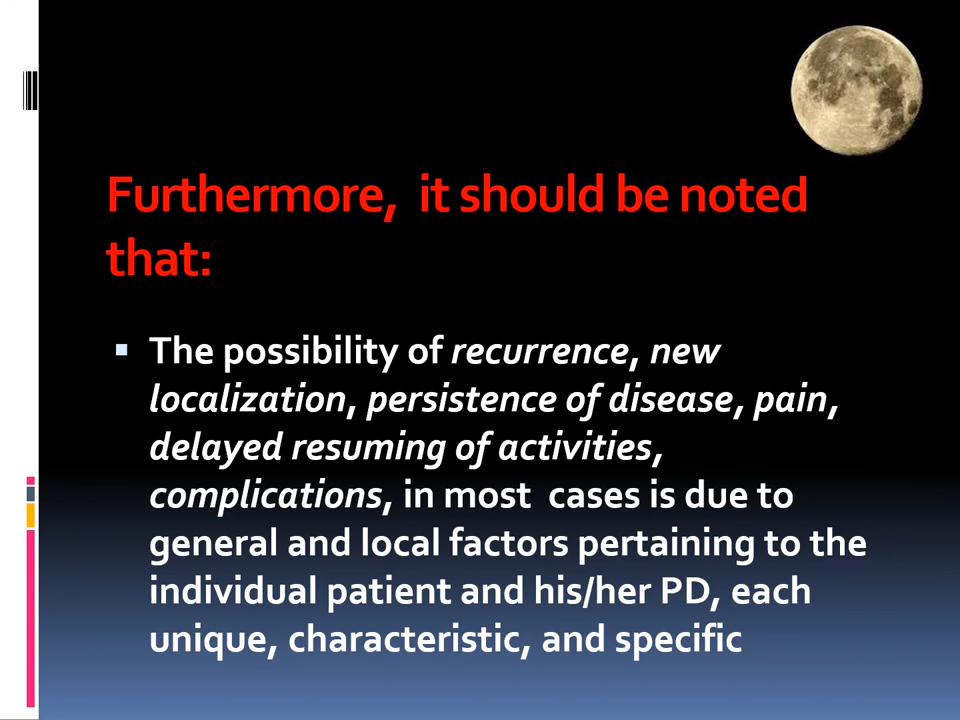 Furthermore, it should be noted
that:
The possibility of recurrence, new
localization, persistence of disease, pain,
delayed resuming of activities,
complications, in most cases is due to
general and local factors pertaining to the
individual patient and his/her PD, each
unique, characteristic, and specific